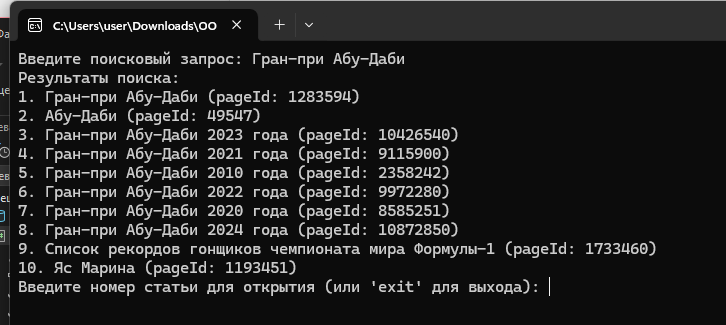 C:\Users\user\Downloads\OO
Введите поисковый запрос: Гран-при Абу-Даби
Результаты поиска:
1. Гран-при Абу-Даби (pageId: 1283594)
2. Абу-Даби (pageId: 49547)
3. Гран-при Абу-Даби 2023 года (pageId: 10426540)
4. Гран-при Абу-Даби 2021 года (pageId: 9115900)
5. Гран-при Абу-Даби 2010 года (pageId: 2358242)
6. Гран-при Абу-Даби 2022 года (pageId: 9972280)
7. Гран-при Абу-Даби 2020 года (pageId: 8585251)
8. Гран-при Абу-Даби 2024 года (pageId: 10872850)
9. Список рекордов гонщиков чемпионата мира Формулы-1 (pageId: 1733460)
10. Яс Марина (pageId: 1193451)
Введите номер статьи для открытия (или 'exit' для выхода):